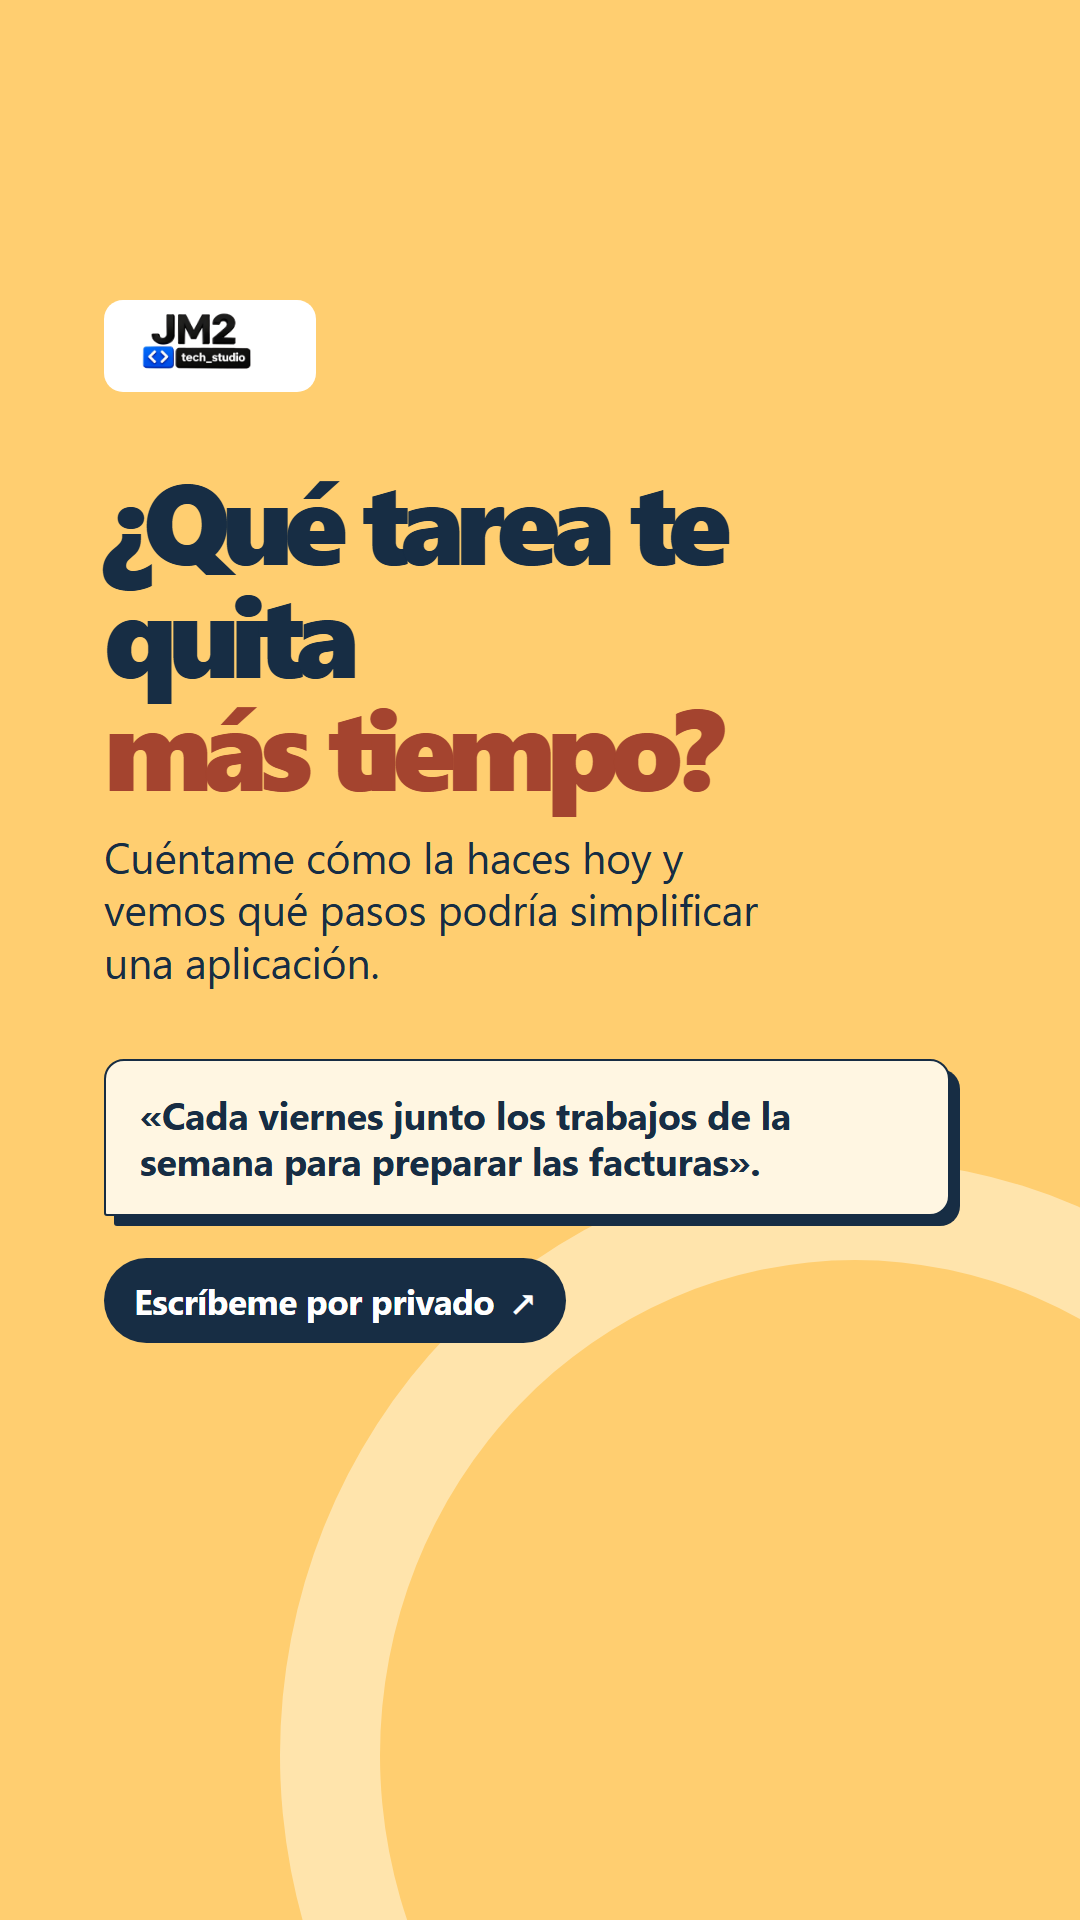 JM2
<> tech_studio
¿Qué tarea te
quita
más tiempo?
Cuéntame cómo la haces hoy y
vemos qué pasos podría simplificar
una aplicación.
«Cada viernes junto los trabajos de la
semana para preparar las facturas».
Escríbeme por privado ↗